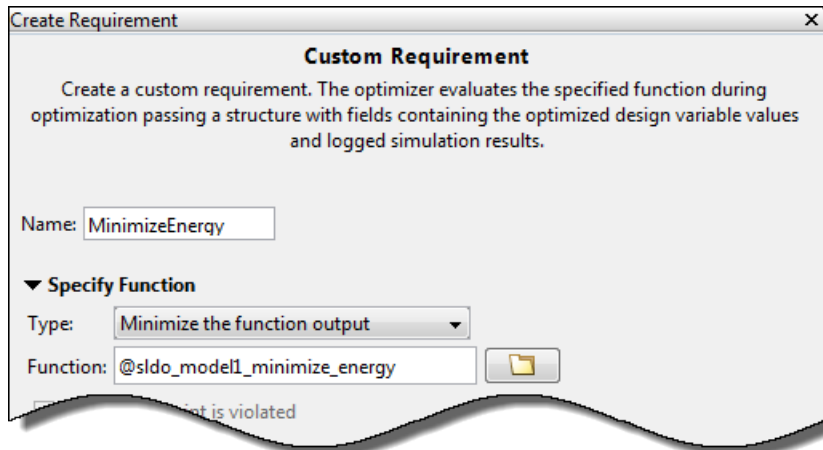 Create Requirement
Custom Requirement
Create a custom requirement. The optimizer evaluates the specified function during
optimization passing a structure with fields containing the optimized design variable values
and logged simulation results.
Name: MinimizeEnergy
Specify Function
Type: Minimize the function output
Function: @sldo_model1_minimize_energy
is violated